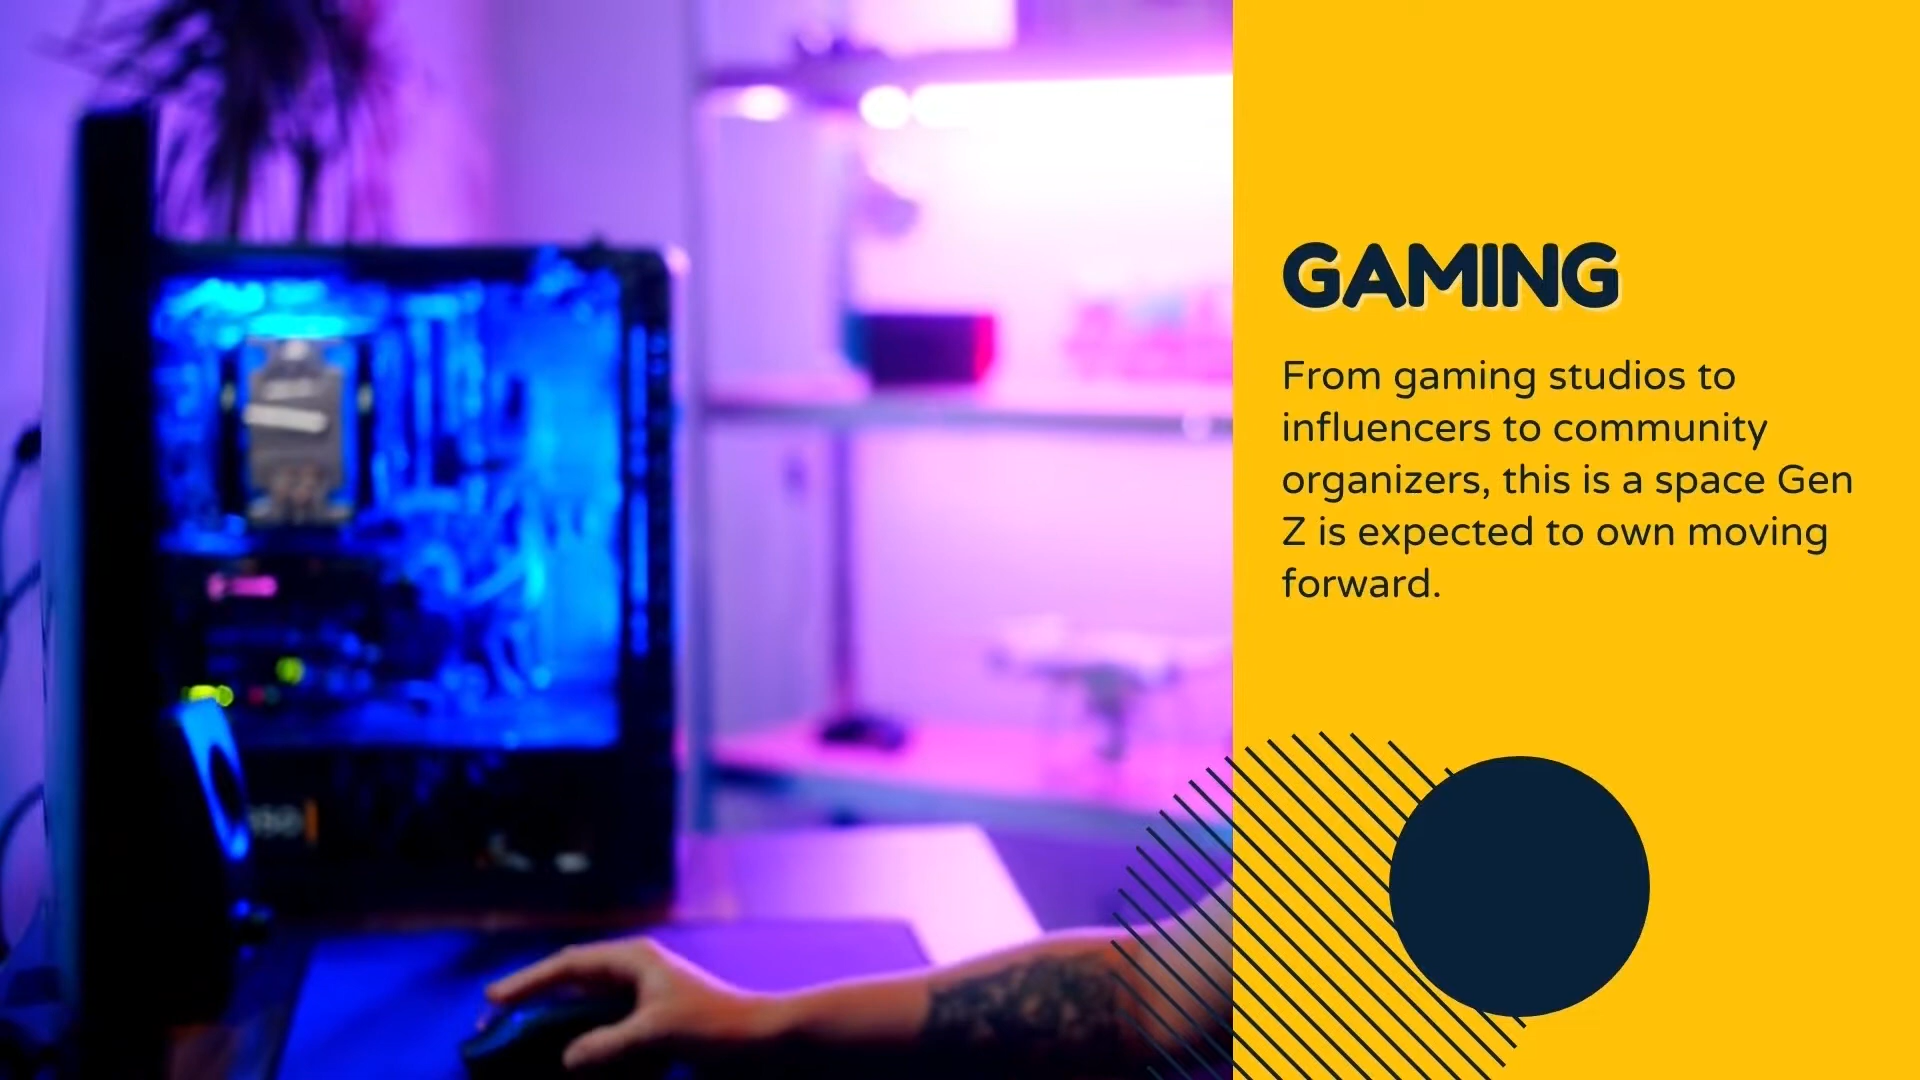 GAMING
From gaming studios to
influencers to community
organizers, this is a space Gen
Z is expected to own moving
forward.